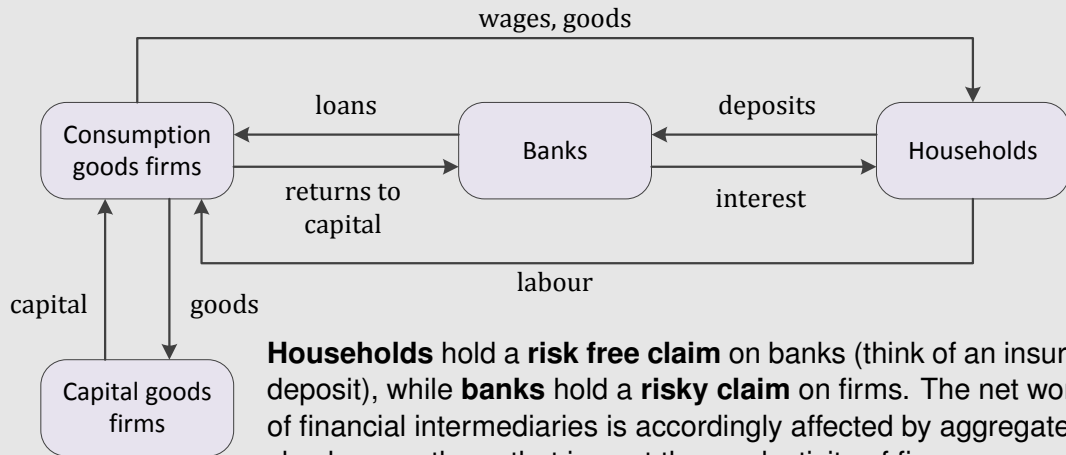 wages, goods
loans
deposits
Consumption
goods firms
Banks
Households
returns to
capital
interest
labour
capital
goods
Households hold a risk free claim on banks (think of an
deposit), while banks hold a risky claim on firms. The net
of financial intermediaries is accordingly affected by aggregate
Capital goods
firms